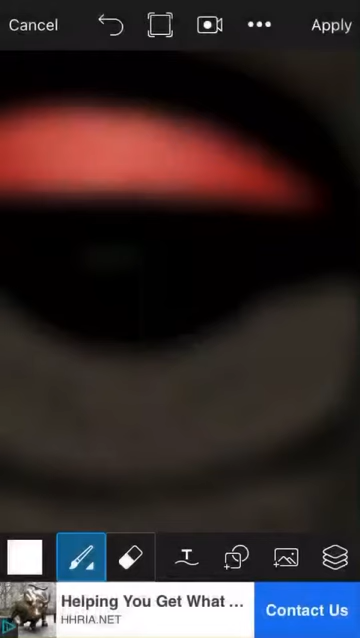 Cancel
Apply
T
Helping You Get What ...
HHRIA.NET
Contact Us